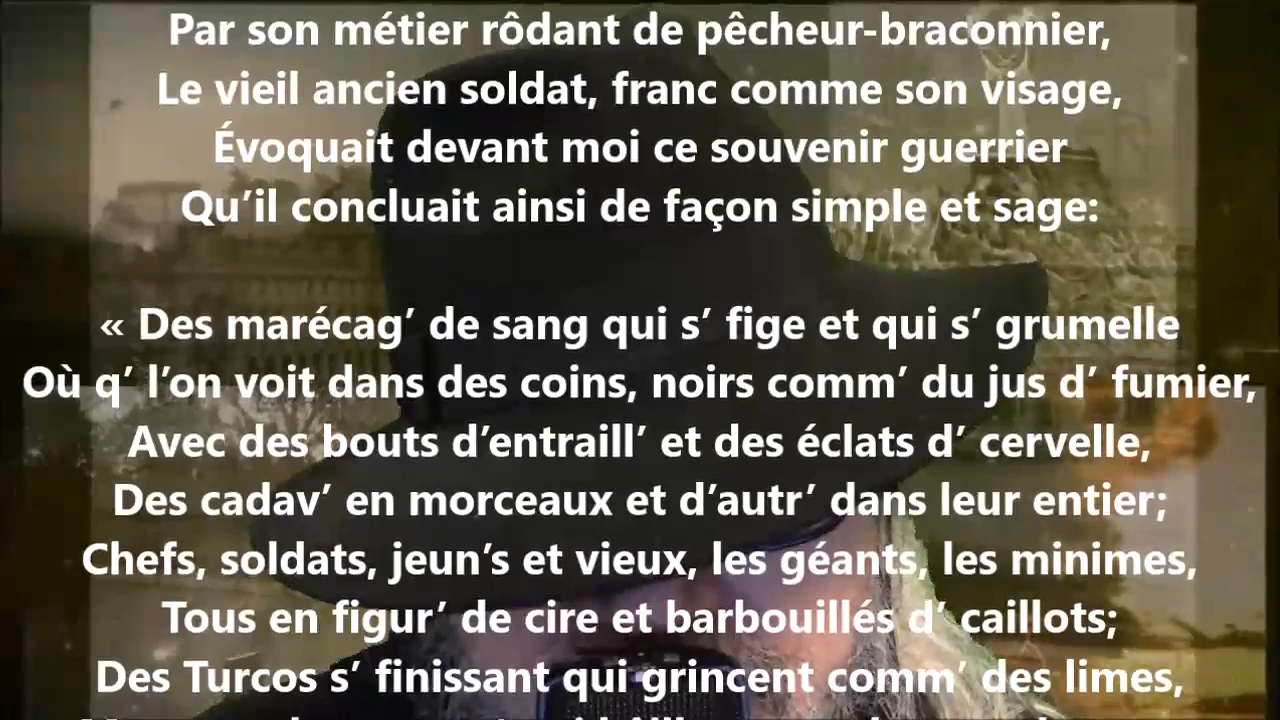 Par son métier rôdant de pêcheur-braconnier,
Le vieil ancien soldat, franc comme son visage,
Évoquait devant moi ce souvenir guerrier
Qu’il concluait ainsi de façon simple et sage:
« Des marécag’ de sang qui s’ fige et qui s’ grumelle
Où q’ l’on voit dans des coins, noirs comm’ du jus d’ fumier,
Avec des bouts d’entraill’ et des éclats d’ cervelle,
Des cadav’ en morceaux et d’autr’ dans leur entier;
Chefs, soldats, jeun’s et vieux, les géants, les minimes,
Tous en figur’ de cire et barbouillés d’ caillots;
Des Turcos s’ finissant qui grincent comm’ des limes,